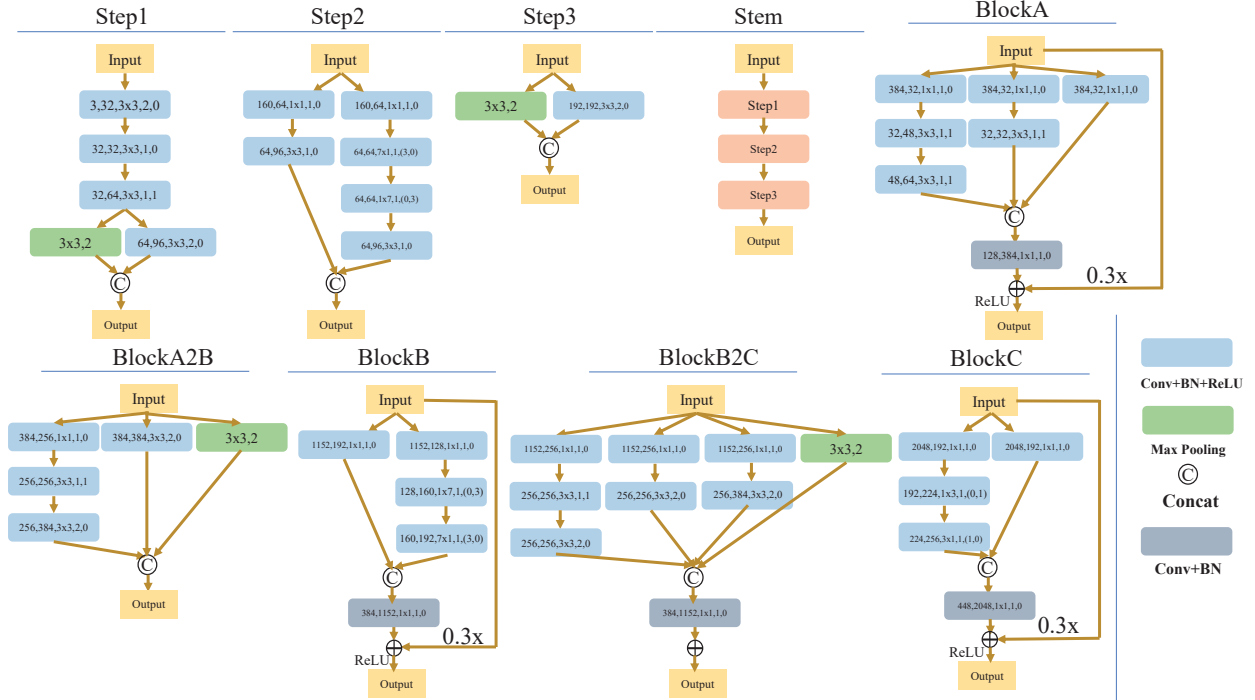 Step1
Input
3,32,3x3,2,0
32,32,3x3,1,0
32,64,3x3,1,1
3x3,2
64,96,3x3,2,0
C
Output
Step2
Input
160,64,1x1,1,0
160,64,1x1,1,0
64,96,3x3,1,0
64,64,7x1,1,(3,0)
64,64,1x7,1,(0,3)
64,96,3x3,1,0
C
Output
Step3
Input
3x3,2
192,192,3x3,2,0
C
Output
Stem
Input
Step1
Step2
Step3
Output
BlockA
Input
384,32,1x1,1,0
384,32,1x1,1,0
384,32,1x1,1,0
32,48,3x3,1,1
32,32,3x3,1,1
48,64,3x3,1,1
C
128,384,1x1,1,0
0.3x
ReLU
Output
BlockA2B
Input
384,256,1x1,1,0
384,384,3x3,2,0
3x3,2
256,256,3x3,1,1
256,384,3x3,2,0
C
Output
BlockB
Input
1152,192,1x1,1,0
1152,128,1x1,1,0
128,160,1x7,1,(0,3)
160,192,7x1,1,(3,0)
C
384,1152,1x1,1,0
0.3x
ReLU
Output
BlockB2C
Input
1152,256,1x1,1,0
1152,256,1x1,1,0
1152,256,1x1,1,0
3x3,2
256,256,3x3,1,1
256,256,3x3,2,0
256,384,3x3,2,0
256,256,3x3,2,0
C
384,1152,1x1,1,0
Output
BlockC
Input
2048,192,1x1,1,0
2048,192,1x1,1,0
192,224,1x3,1,(0,1)
224,256,3x1,1,(1,0)
C
448,2048,1x1,1,0
0.3x
ReLU
Output
Conv+BN+ReLU
Max Pooling
C
Concat
Conv+BN